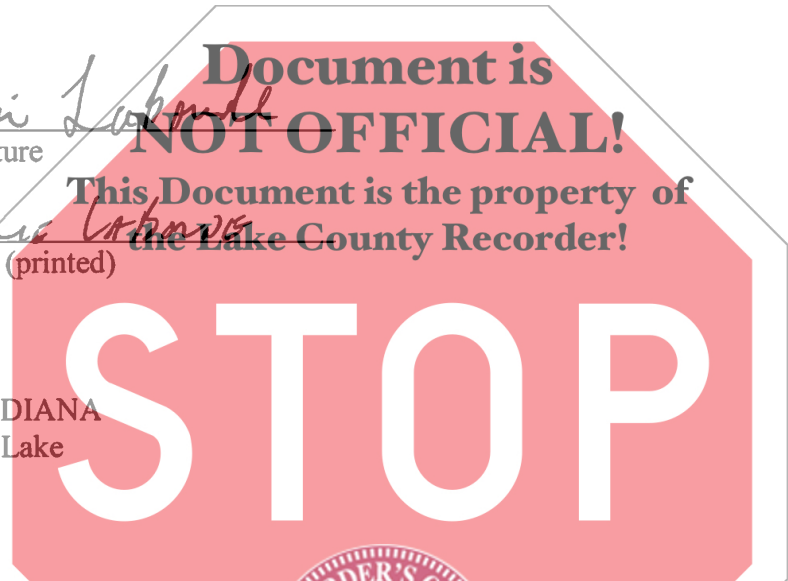 Document is
NOT OFFICIAL!
ture
This Document is the property of
the Lake County Recorder!
(printed)
STOP
DIANA
Lake